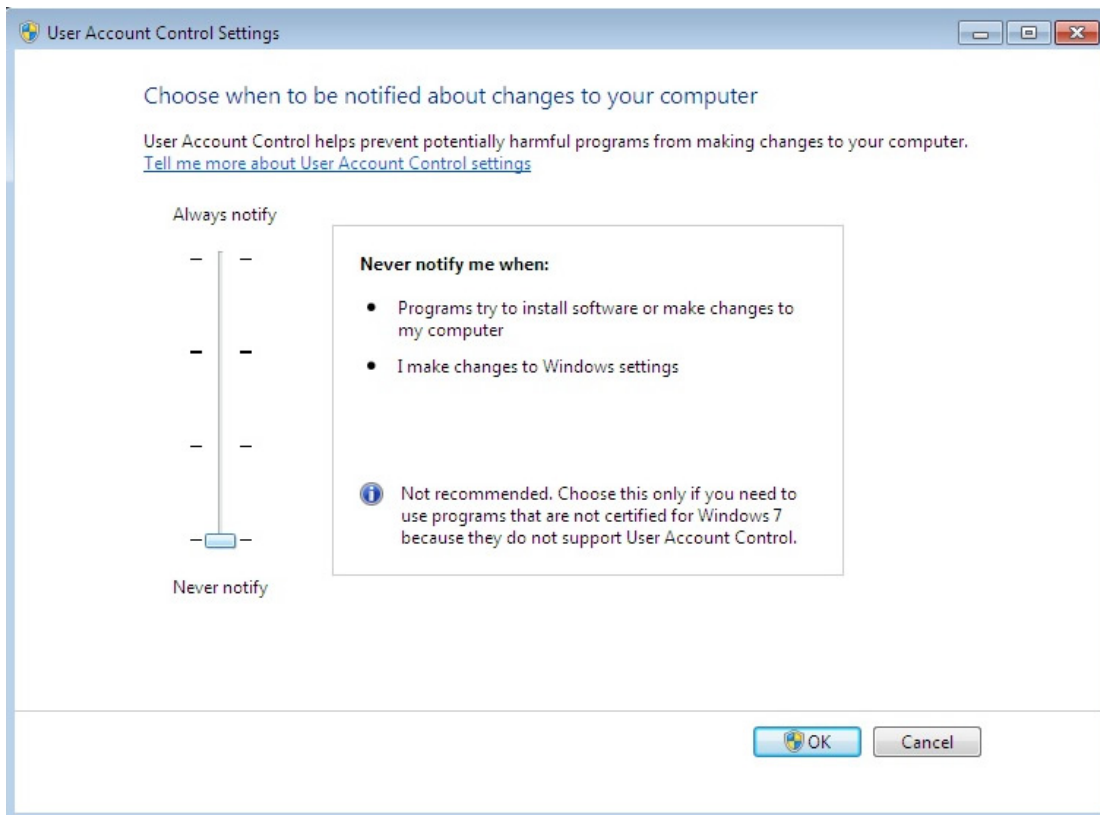 User Account Control Settings
Choose when to be notified about changes to your computer
User Account Control helps prevent potentially harmful programs from making changes to your computer.
Tell me more about User Account Control settings
Always notify
Never notify me when:
Programs try to install software or make changes to
my computer
I make changes to Windows settings
Not recommended. Choose this only if you need to
use programs that are not certified for Windows 7
because they do not support User Account Control.
Never notify
OK
Cancel